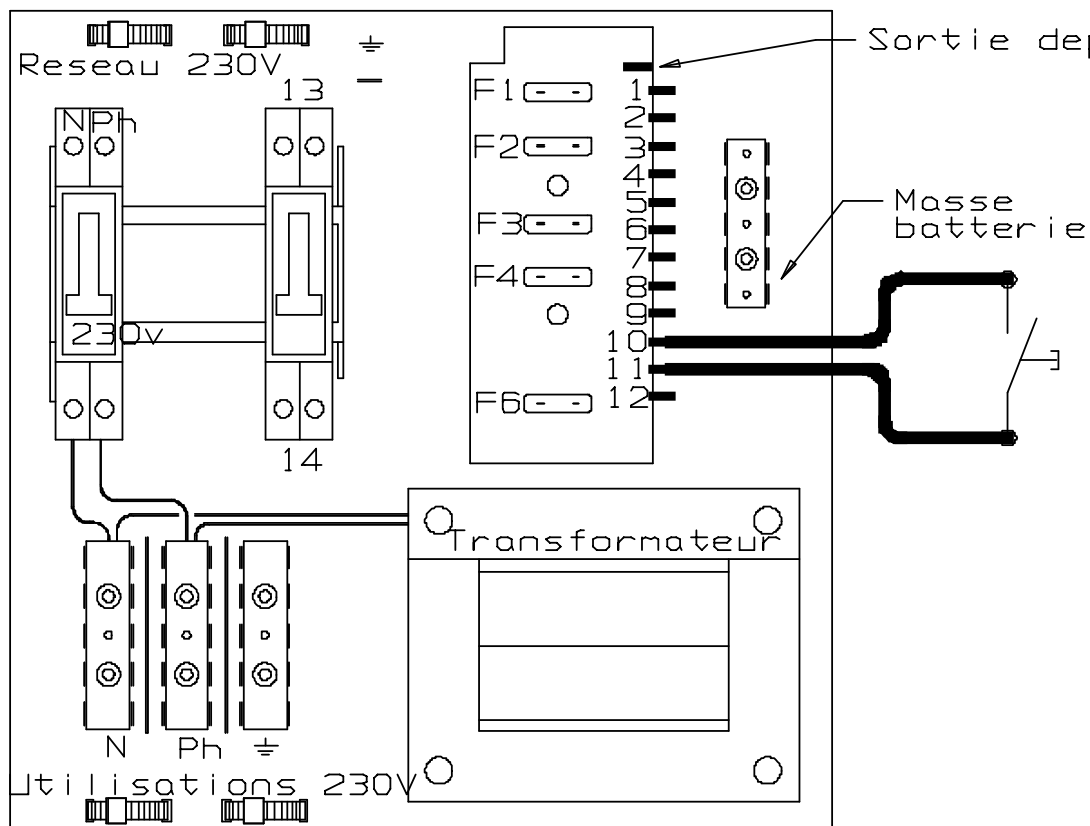 Sortie dep
Reseau 230V
13
F1
1
N Ph
2
F2
3
4
5
Masse
batterie
F3
6
7
F4
8
9
230v
10
11
F6
12
14
Transformateur
N
Ph
Utilisations 230V